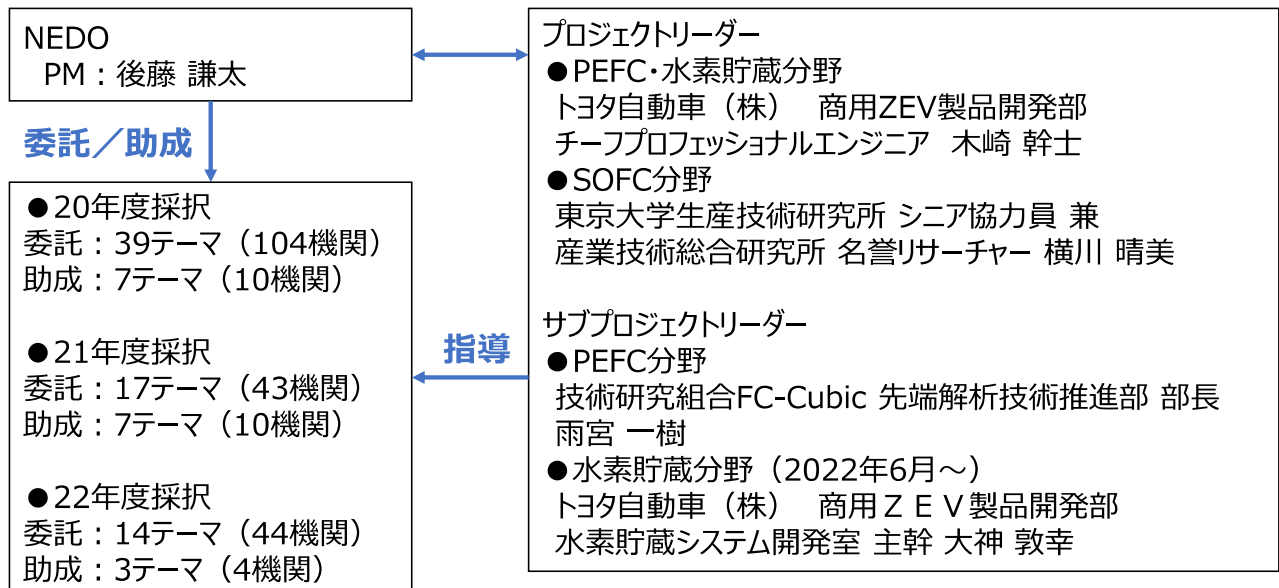 NEDO
PM：後藤 謙太
委託／助成
●20年度採択
委託：39テーマ（104機関）
助成：7テーマ（10機関）
●21年度採択
委託：17テーマ（43機関）
助成：7テーマ（10機関）
●22年度採択
委託：14テーマ（44機関）
助成：3テーマ（4機関）
指導
プロジェクトリーダー
●PEFC・水素貯蔵分野
トヨタ自動車（株）　商用ZEV製品開発部
チーフプロフェッショナルエンジニア 木崎 幹士
●SOFC分野
東京大学生産技術研究所 シニア協力員 兼
産業技術総合研究所 名誉リサーチャー 横川 晴美
サブプロジェクトリーダー
●PEFC分野
技術研究組合FC-Cubic 先端解析技術推進部 部長
雨宮 一樹
●水素貯蔵分野（2022年6月～）
トヨタ自動車（株）　商用ＺＥＶ製品開発部
水素貯蔵システム開発室 主幹 大神 敦幸